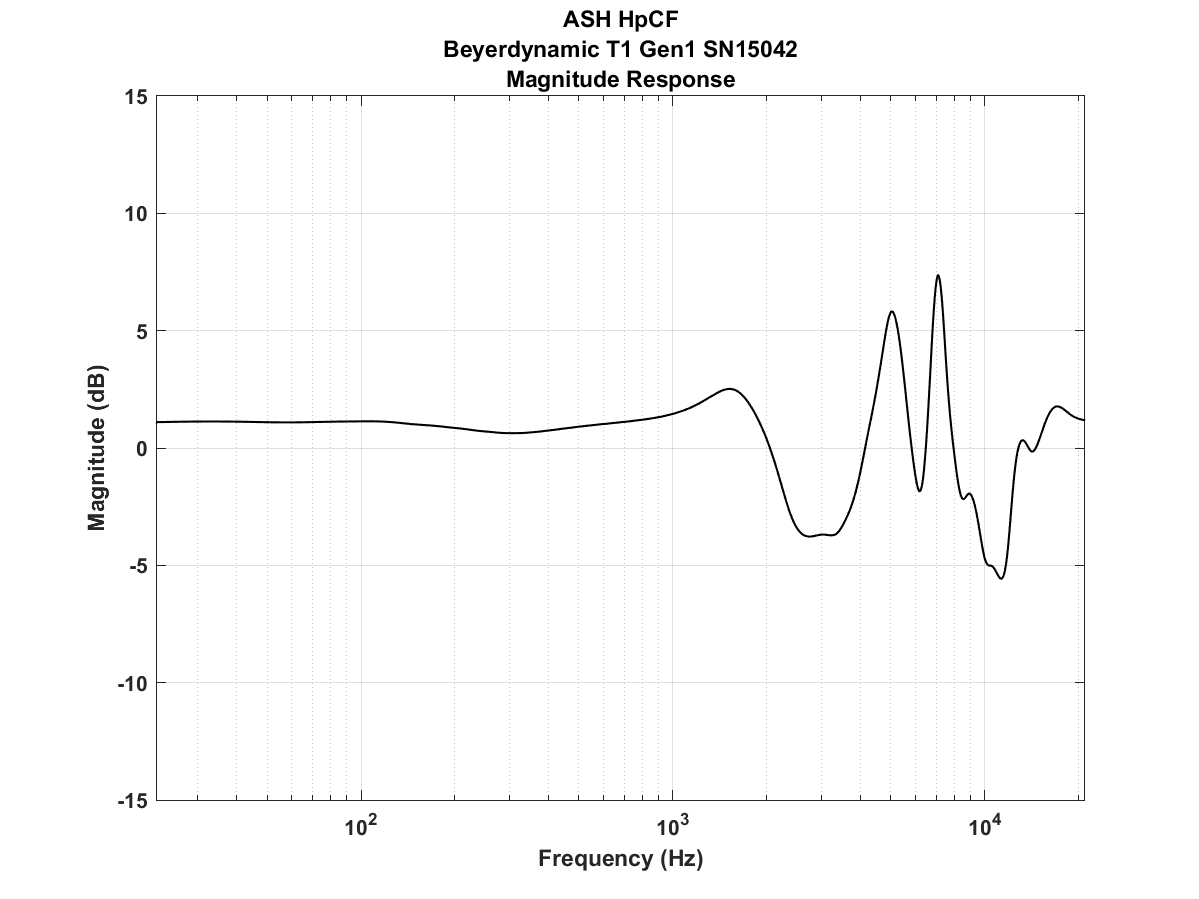 ASH HpCF
Beyerdynamic T1 Gen1 SN15042
Magnitude Response
15
10
5
0
-5
-10
-15
Magnitude (dB)
10²
10³
10⁴
Frequency (Hz)